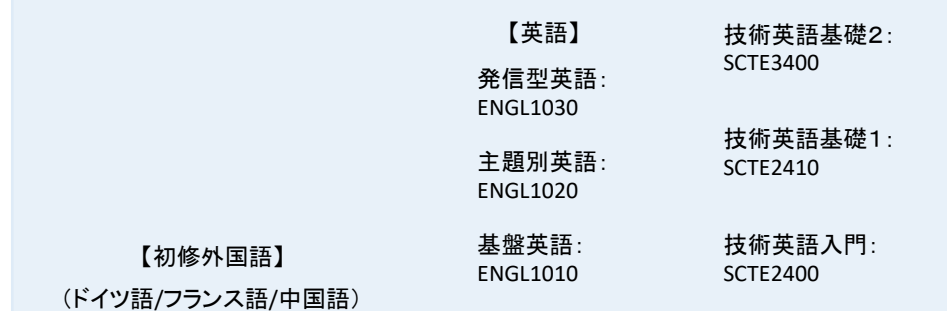 【英語】
発信型英語：
ENGL1030
主題別英語：
ENGL1020
基盤英語：
ENGL1010
技術英語基礎２：
SCTE3400
技術英語基礎１：
SCTE2410
技術英語入門：
SCTE2400
【初修外国語】
（ドイツ語/フランス語/中国語）